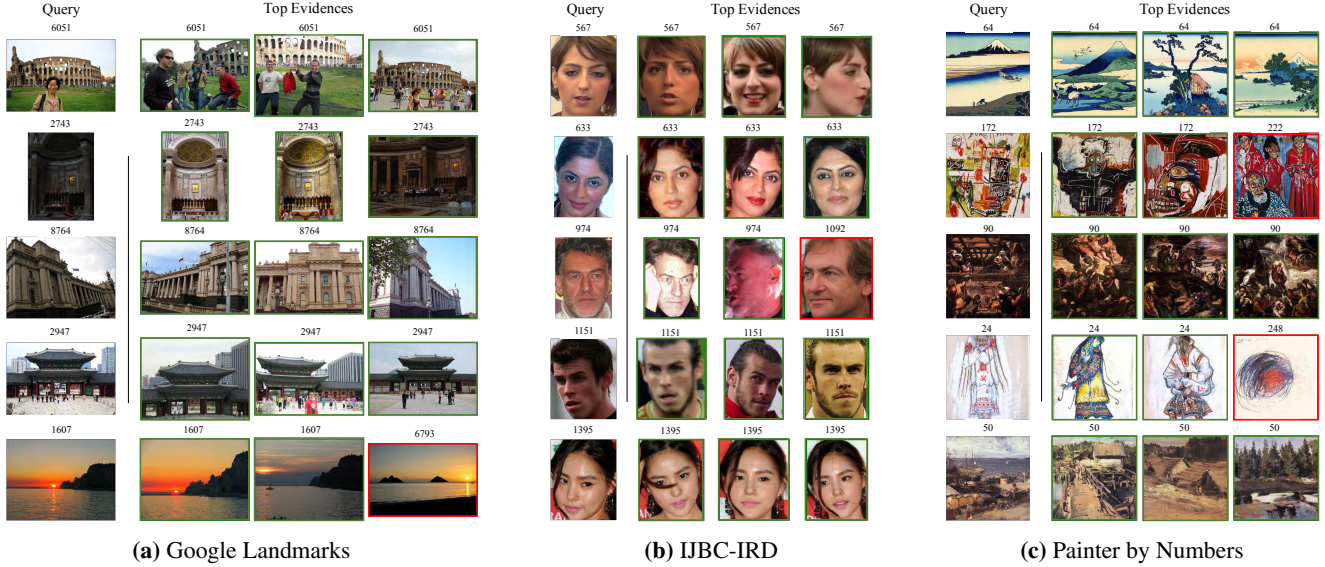 Query Top Evidences
6051 6051 6051 6051
2743 2743 2743 2743
8764 8764 8764 8764
2947 2947 2947 2947
1607 1607 1607 6793
(a) Google Landmarks
Query Top Evidences
567 567 567 567
633 633 633 633
974 974 974 1092
1151 1151 1151 1151
1395 1395 1395 1395
(b) IJBC-IRD
Query Top Evidences
64 64 64 64
172 172 172 222
90 90 90 90
24 24 24 248
50 50 50 50
(c) Painter by Numbers